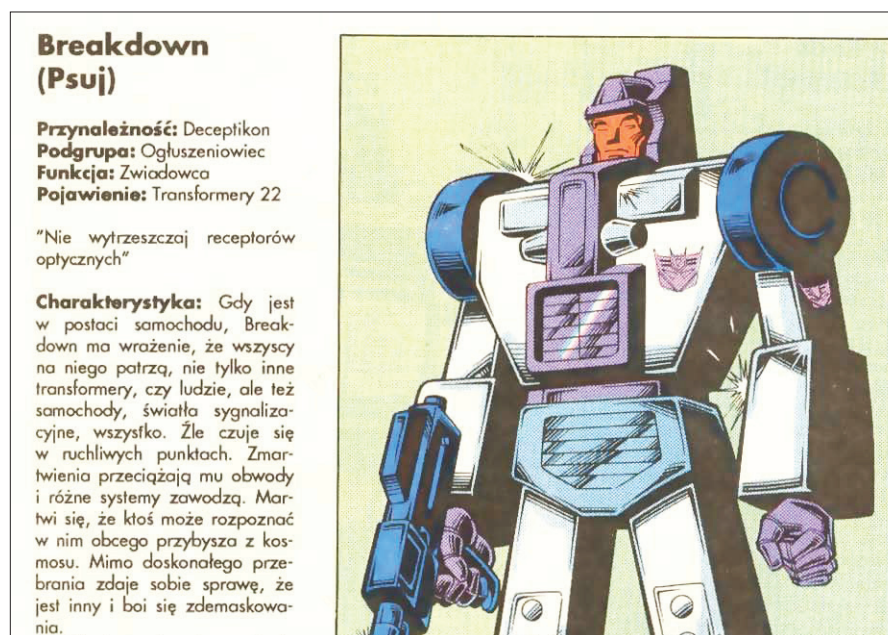 Breakdown
(Psuj)
Przynależność: Deceptikon
Podgrupa: Ogłuszeniowiec
Funkcja: Zwiadowca
Pojawienie: Transformery 22
"Nie wytrzeszczaj receptorów
optycznych"
Charakterystyka: Gdy jest
w postaci samochodu, Break-
down ma wrażenie, że wszyscy
na niego patrzą, nie tylko inne
transformery, czy ludzie, ale też
samochody, światła sygnaliza-
cyjne, wszystko. Źle czuje się
w ruchliwych punktach. Zmar-
twienia przeciążają mu obwody
i różne systemy zawodzą. Mar-
twi się, że ktoś może rozpoznać
w nim obcego przybysza z kos-
mosu. Mimo doskonałego prze-
brania zdaje sobie sprawę, że
jest inny i boi się zdemaskowa-
nia.